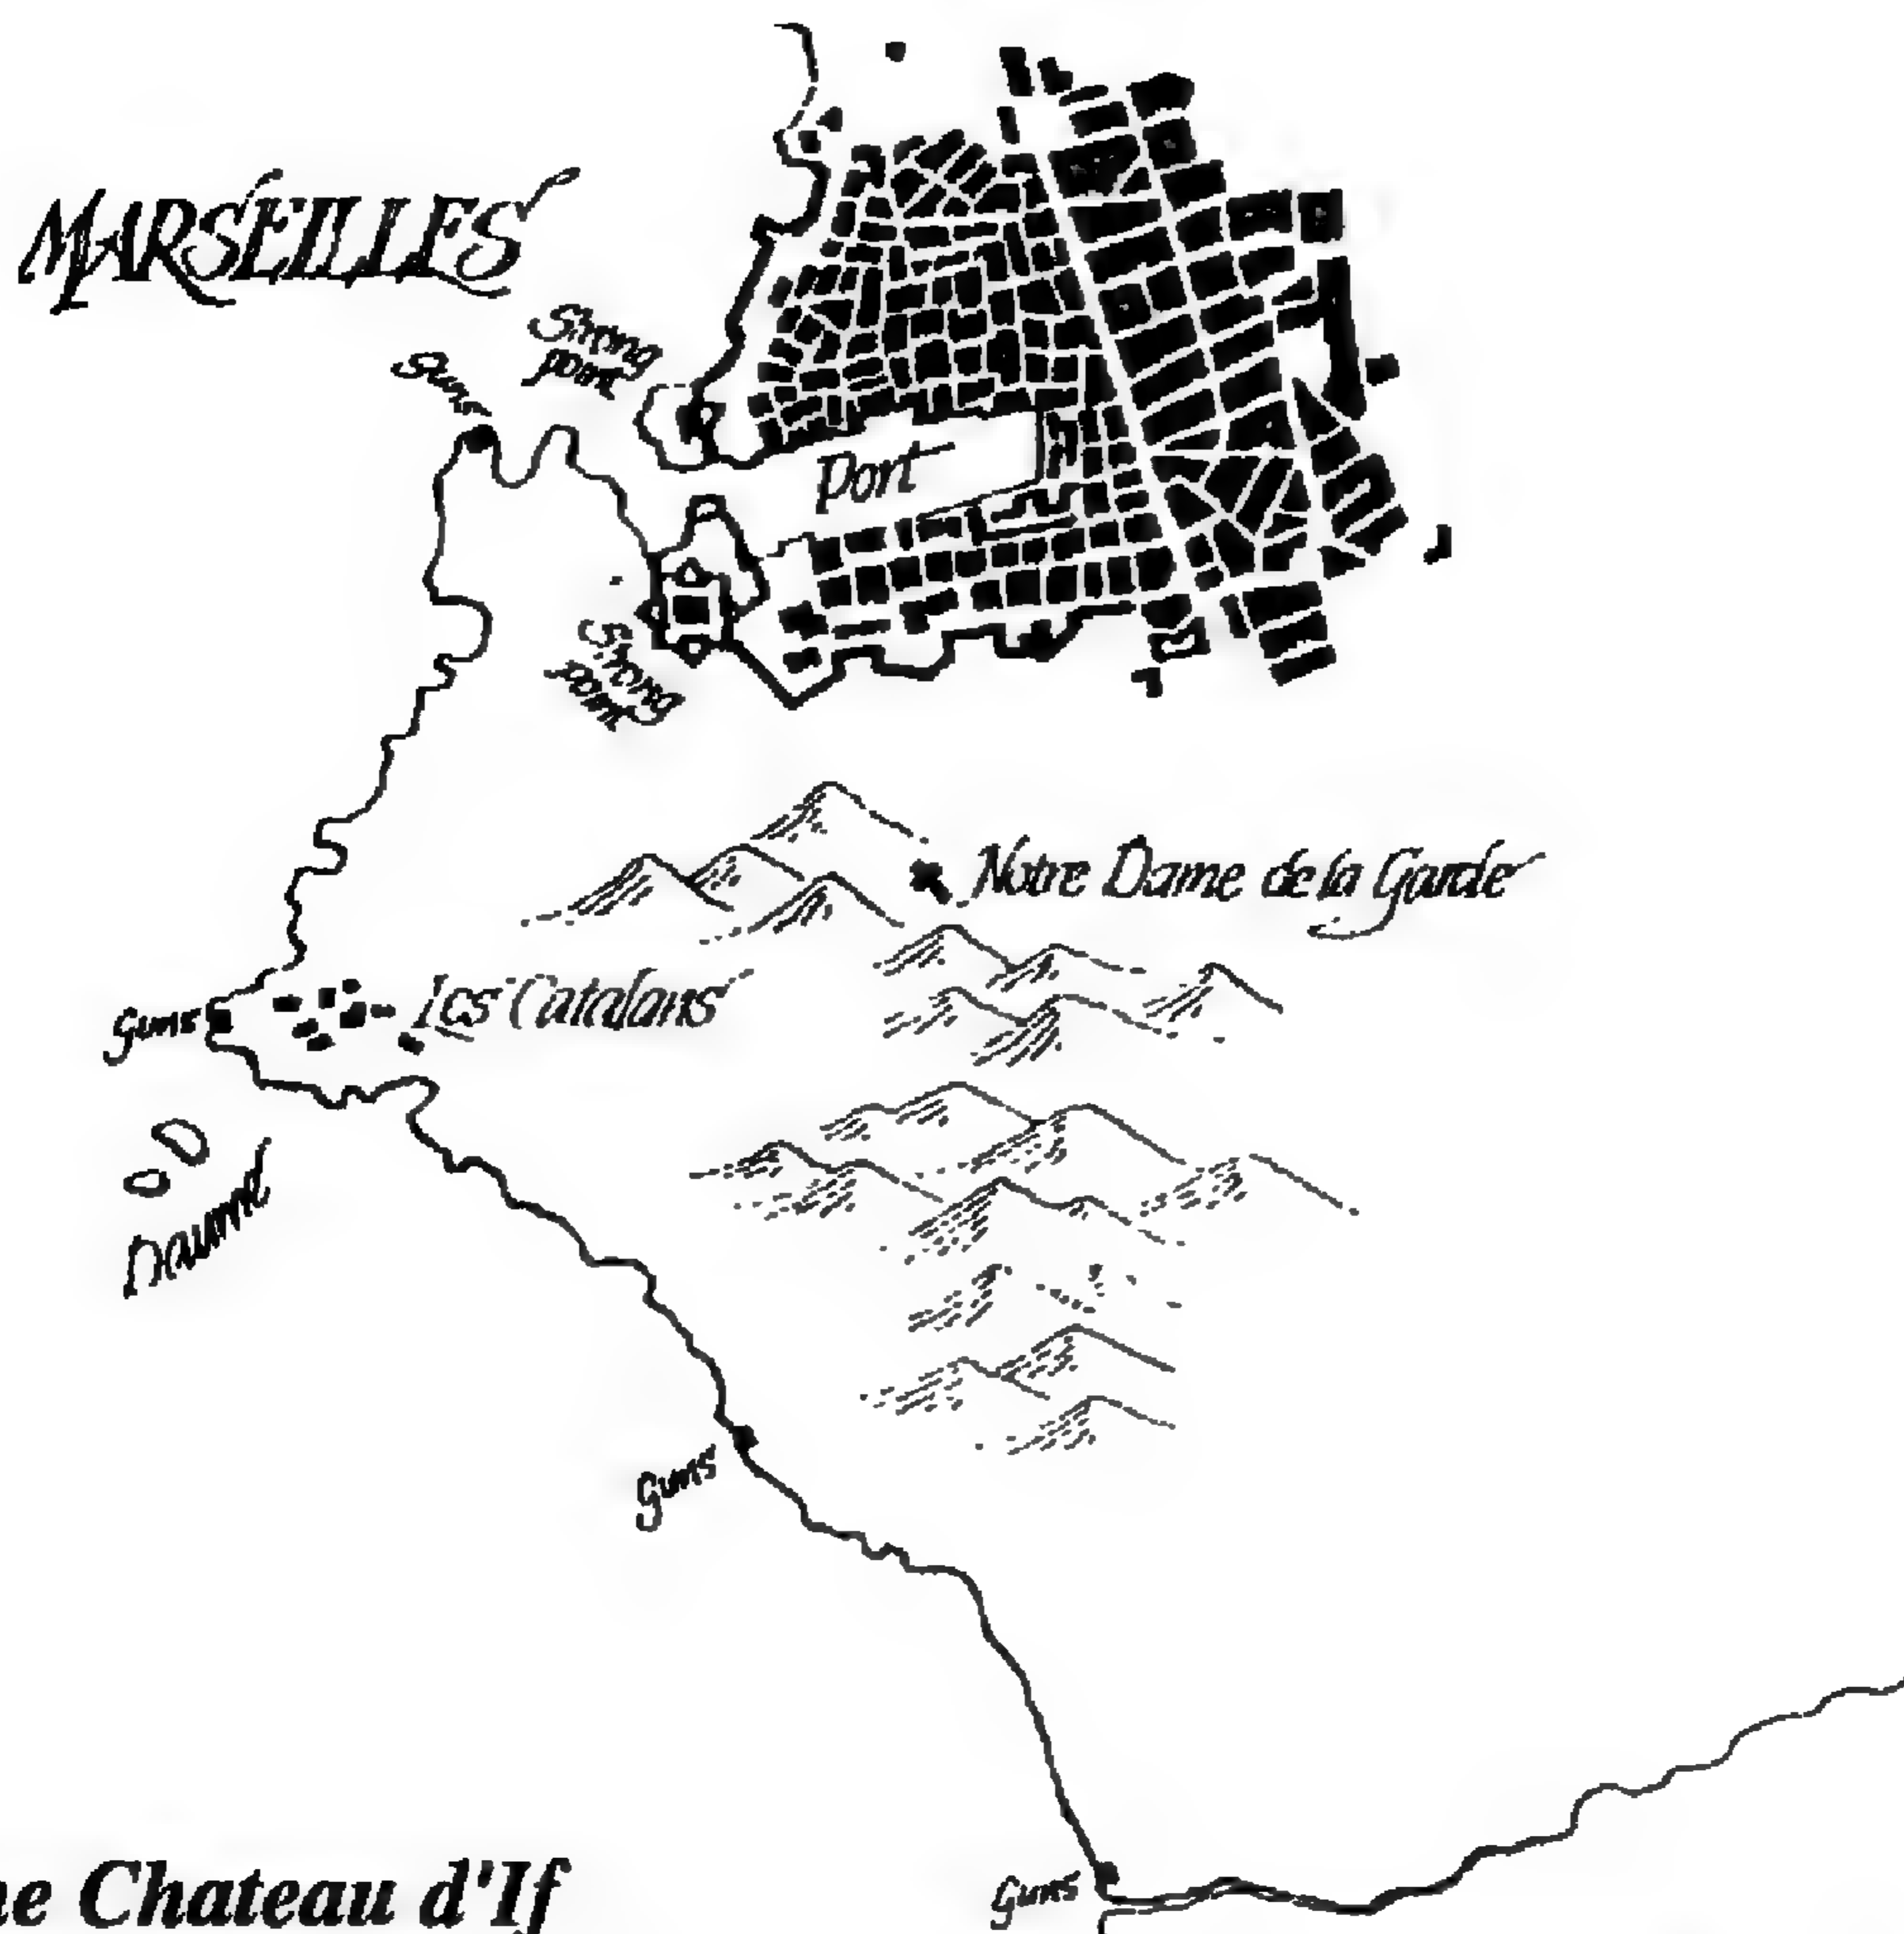 MARSEILLES
Strong
point
Guns
Port
Strong
point
Notre Dame de la Garde
Les Catalans
Guns
Daumé
Guns
Guns
Chateau d'If